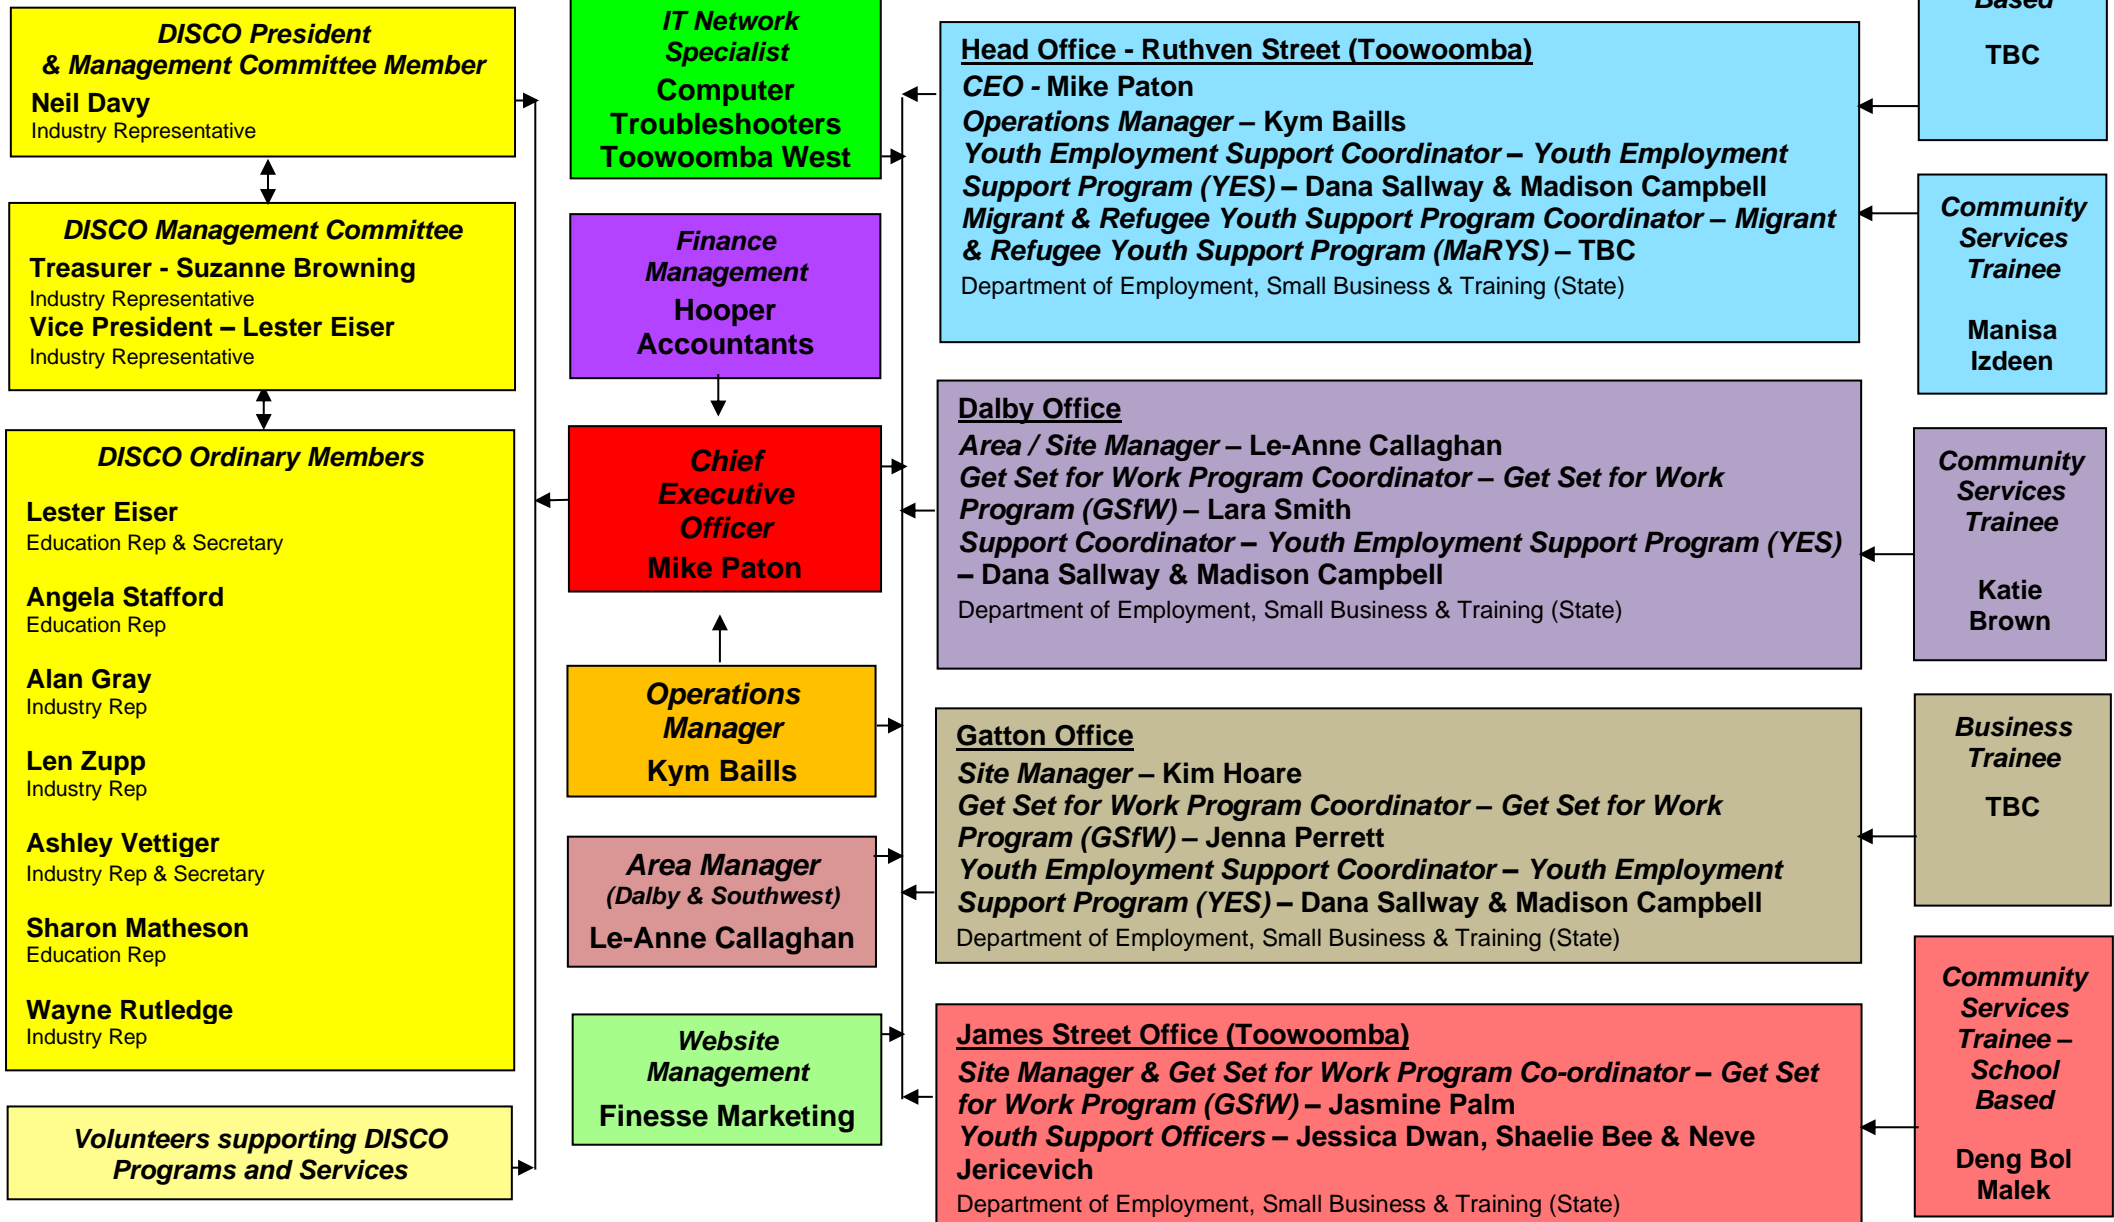 DISCO President
& Management Committee Member
Neil Davy
Industry Representative
DISCO Management Committee
Treasurer - Suzanne Browning
Industry Representative
Vice President – Lester Eiser
Industry Representative
DISCO Ordinary Members
Lester Eiser
Education Rep & Secretary
Angela Stafford
Education Rep
Alan Gray
Industry Rep
Len Zupp
Industry Rep
Ashley Vettiger
Industry Rep & Secretary
Sharon Matheson
Education Rep
Wayne Rutledge
Industry Rep
Volunteers supporting DISCO
Programs and Services
IT Network
Specialist
Computer
Troubleshooters
Toowoomba West
Finance
Management
Hooper
Accountants
Chief
Executive
Officer
Mike Paton
Operations
Manager
Kym Baills
Area Manager
(Dalby & Southwest)
Le-Anne Callaghan
Website
Management
Finesse Marketing
Head Office - Ruthven Street (Toowoomba)
CEO - Mike Paton
Operations Manager – Kym Baills
Youth Employment Support Coordinator – Youth Employment
Support Program (YES) – Dana Sallway & Madison Campbell
Migrant & Refugee Youth Support Program Coordinator – Migrant
& Refugee Youth Support Program (MaRYS) – TBC
Department of Employment, Small Business & Training (State)
Dalby Office
Area / Site Manager – Le-Anne Callaghan
Get Set for Work Program Coordinator – Get Set for Work
Program (GSfW) – Lara Smith
Support Coordinator – Youth Employment Support Program (YES)
– Dana Sallway & Madison Campbell
Department of Employment, Small Business & Training (State)
Gatton Office
Site Manager – Kim Hoare
Get Set for Work Program Coordinator – Get Set for Work
Program (GSfW) – Jenna Perrett
Youth Employment Support Coordinator – Youth Employment
Support Program (YES) – Dana Sallway & Madison Campbell
Department of Employment, Small Business & Training (State)
James Street Office (Toowoomba)
Site Manager & Get Set for Work Program Co-ordinator – Get Set
for Work Program (GSfW) – Jasmine Palm
Youth Support Officers – Jessica Dwan, Shaelie Bee & Neve
Jericevich
Department of Employment, Small Business & Training (State)
Based
TBC
Community
Services
Trainee
Manisa
Izdeen
Community
Services
Trainee
Katie
Brown
Business
Trainee
TBC
Community
Services
Trainee –
School
Based
Deng Bol
Malek